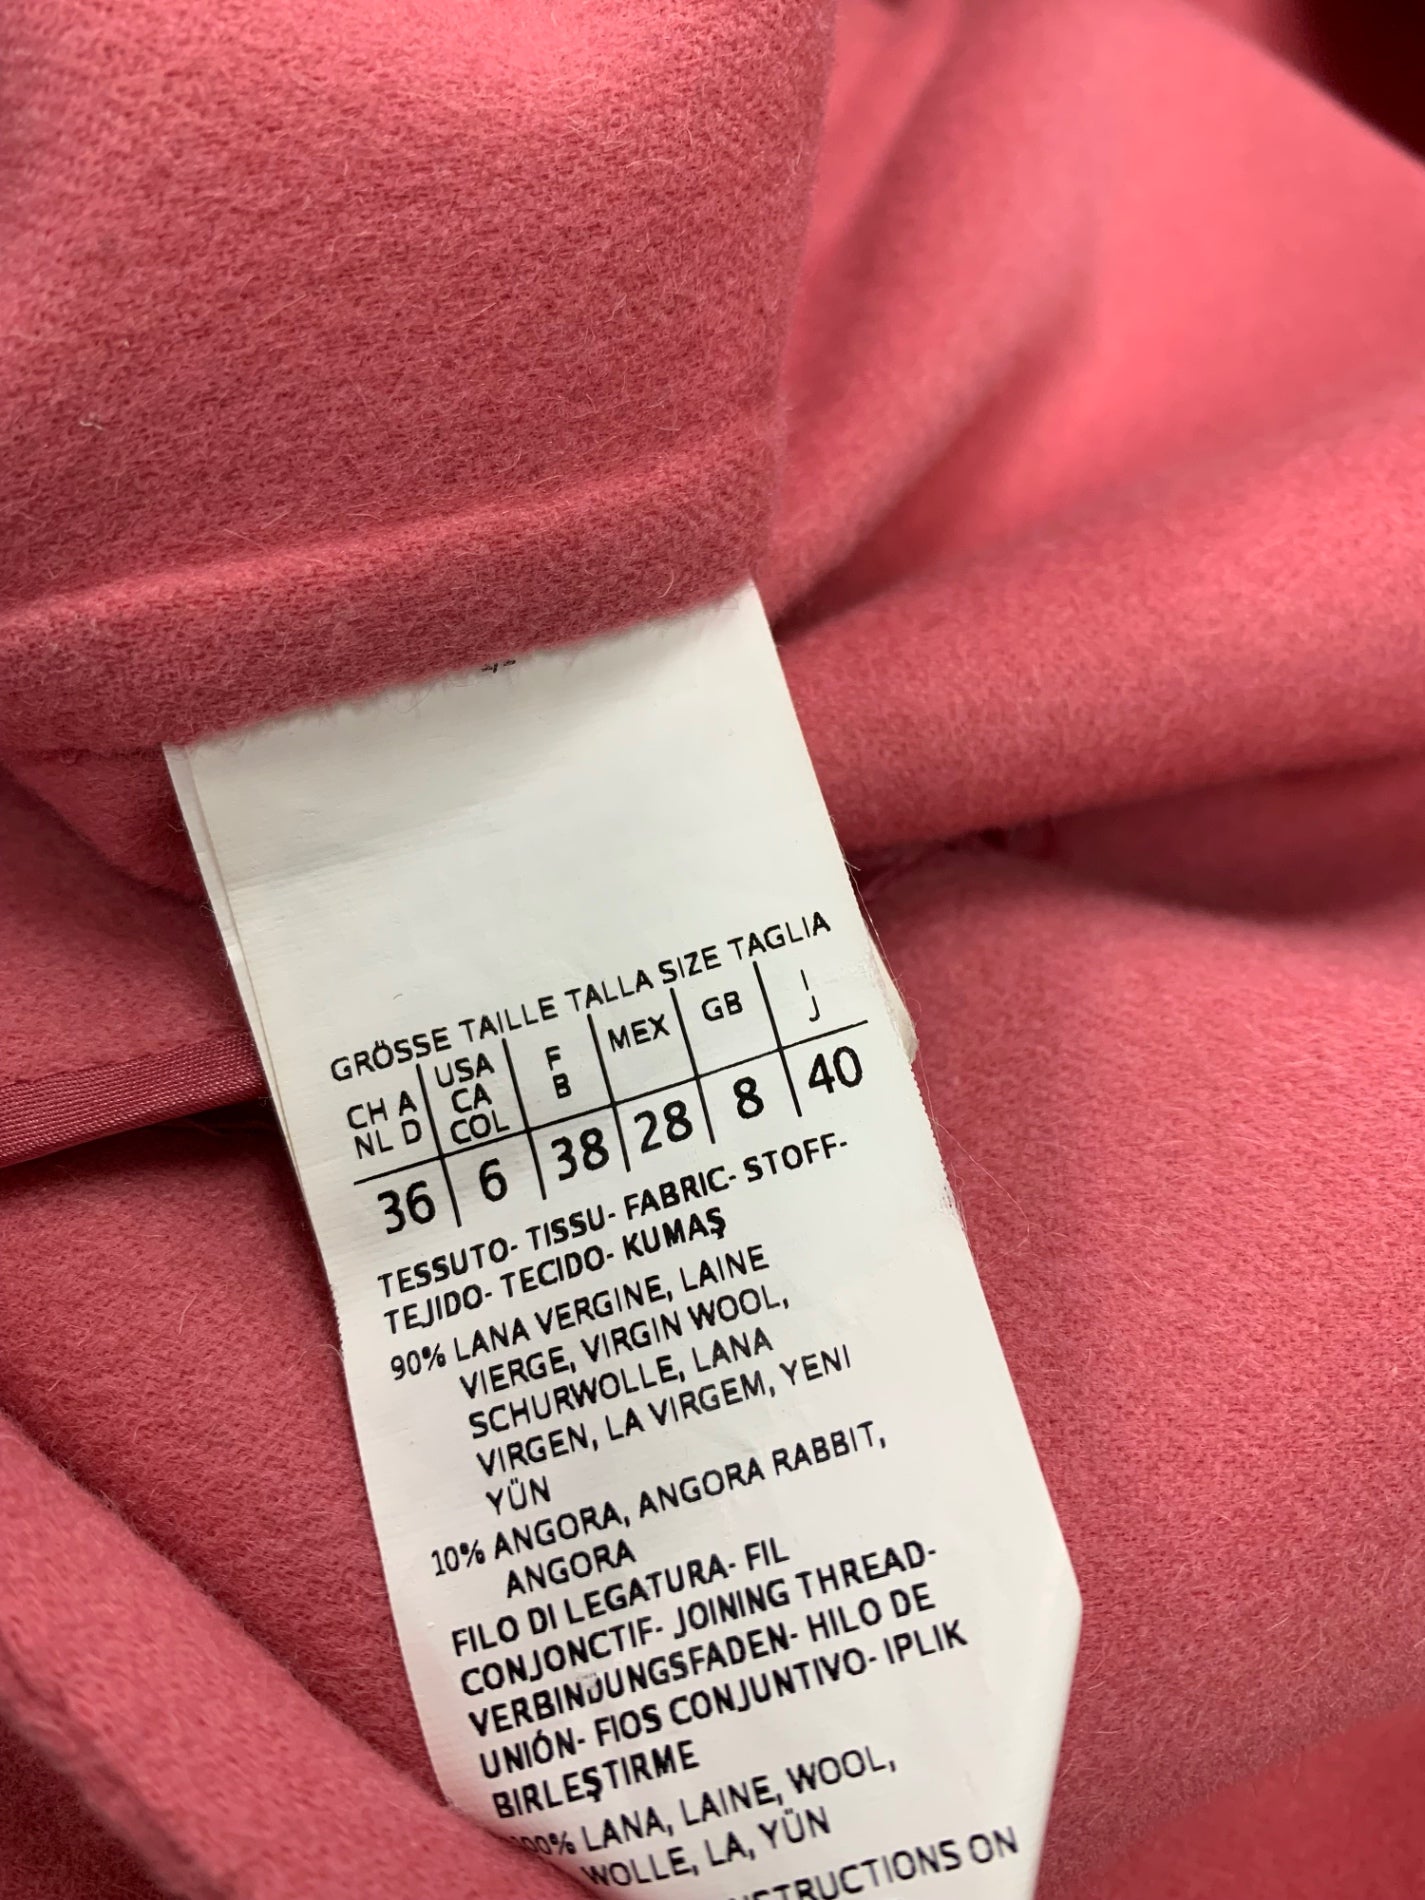 GRÖSSE TAILLE TALLA SIZE TAGLIA
CH A USA F MEX GB I
NL D CA B J
COL
36 6 38 28 8 40
TESSUTO- TISSU- FABRIC- STOFF-
TEJIDO- TECIDO- KUMAŞ
90% LANA VERGINE, LAINE
VIERGE, VIRGIN WOOL,
SCHURWOLLE, LANA
VIRGEN, LA VIRGEM, YENI
YÜN
10% ANGORA, ANGORA RABBIT,
ANGORA
FILO DI LEGATURA- FIL
CONJONCTIF- JOINING THREAD-
VERBINDUNGSFADEN- HILO DE
UNIÓN- FIOS CONJUNTIVO- IPLIK
BIRLEŞTIRME
100% LANA, LAINE, WOOL,
WOLLE, LA, YÜN
ON